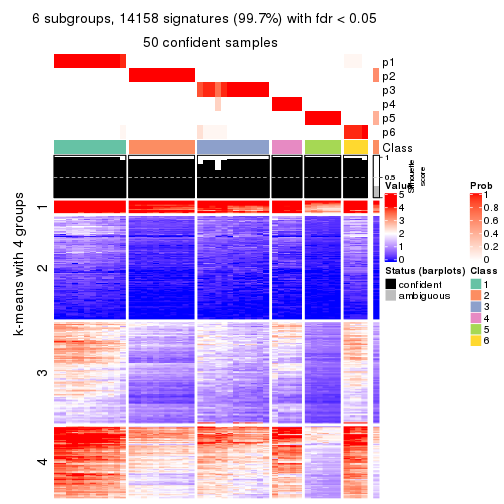 6 subgroups, 14158 signatures (99.7%) with fdr < 0.05
50 confident samples
p1
p2
p3
p4
p5
p6
Class
1
0.5
0
Silhouette
score
k-means with 4 groups
1
2
3
4
Value
5
4
3
2
1
0
Status (barplots)
confident
ambiguous
Prob
1
0.8
0.6
0.4
0.2
0
Class
1
2
3
4
5
6